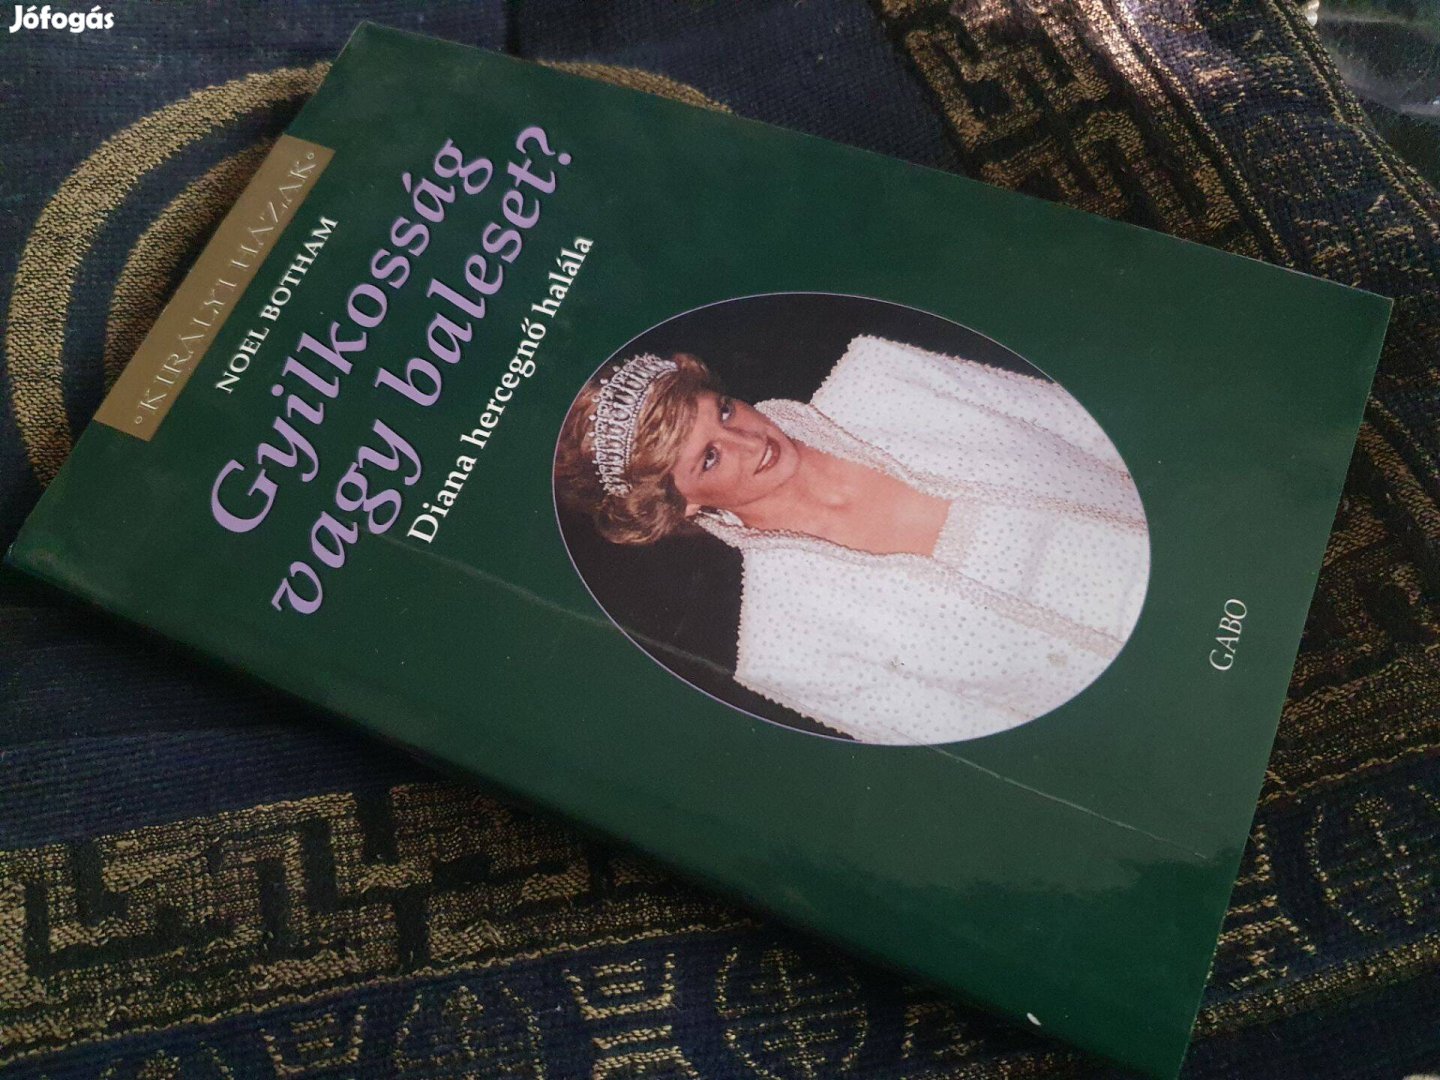 Jófogás
°KIRÁLYI HÁZAK°
NOEL BOTHAM
Gyilkosság
vagy baleset?
Diana hercegnő halála
GABO